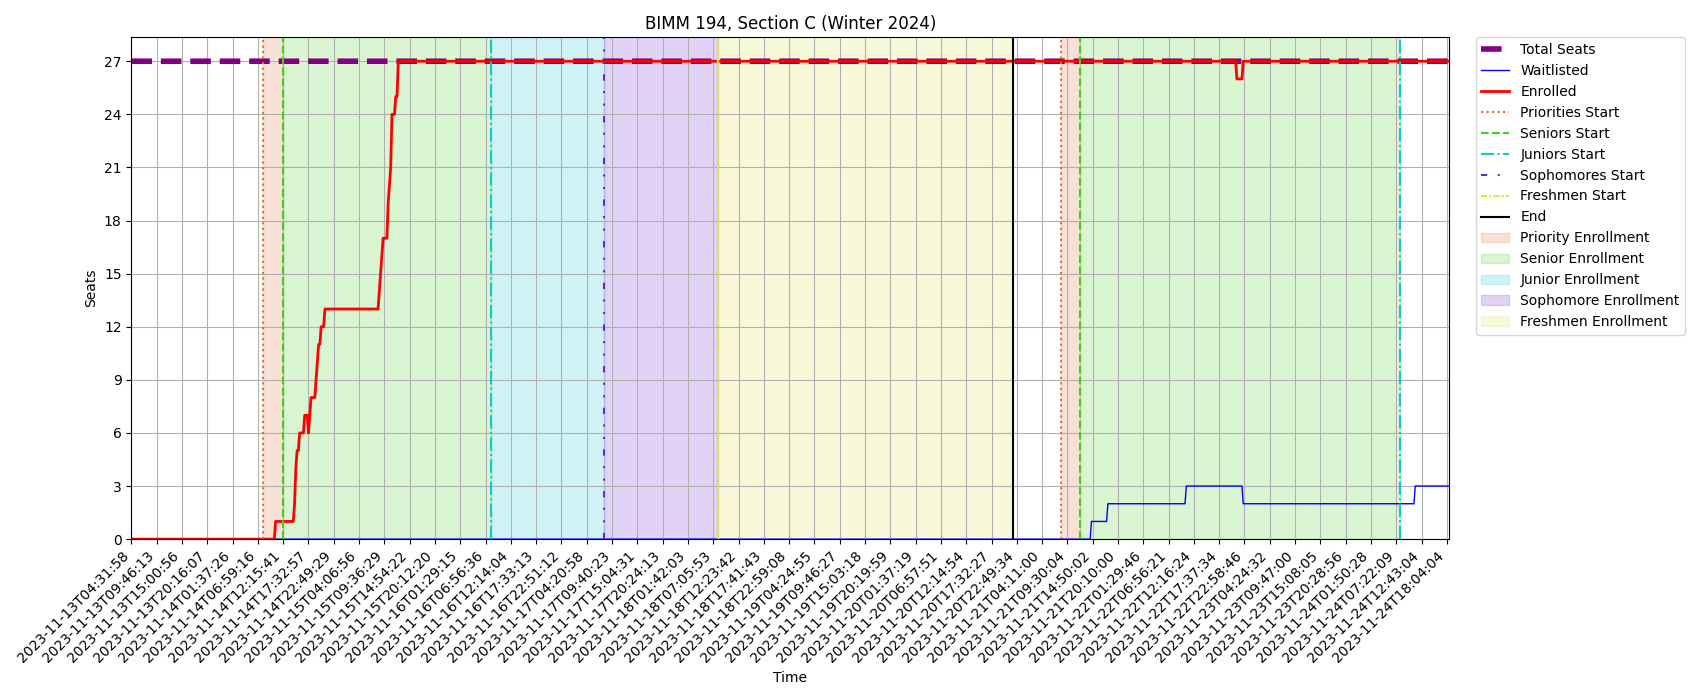 BIMM 194, Section C (Winter 2024)
Seats
27
24
21
18
15
12
9
6
3
0
2023-11-13T04:31:58
2023-11-13T09:46:13
2023-11-13T15:00:56
2023-11-13T20:16:07
2023-11-14T01:37:26
2023-11-14T06:59:16
2023-11-14T12:15:41
2023-11-14T17:32:57
2023-11-14T22:49:29
2023-11-15T04:06:56
2023-11-15T09:36:29
2023-11-15T14:54:22
2023-11-15T20:12:20
2023-11-16T01:29:15
2023-11-16T06:56:36
2023-11-16T12:14:04
2023-11-16T17:33:13
2023-11-16T22:51:12
2023-11-17T04:20:58
2023-11-17T09:40:23
2023-11-17T15:04:31
2023-11-17T20:24:13
2023-11-18T01:42:03
2023-11-18T07:05:53
2023-11-18T12:23:42
2023-11-18T17:41:43
2023-11-18T22:59:08
2023-11-19T04:24:55
2023-11-19T09:46:27
2023-11-19T15:03:18
2023-11-19T20:19:59
2023-11-20T01:37:19
2023-11-20T06:57:51
2023-11-20T12:14:54
2023-11-20T17:32:27
2023-11-20T22:49:34
2023-11-21T04:11:00
2023-11-21T09:30:04
2023-11-21T14:50:02
2023-11-21T20:10:00
2023-11-22T01:29:46
2023-11-22T06:56:21
2023-11-22T12:16:24
2023-11-22T17:37:34
2023-11-22T22:58:46
2023-11-23T04:24:32
2023-11-23T09:47:00
2023-11-23T15:08:05
2023-11-23T20:28:56
2023-11-24T01:50:28
2023-11-24T07:22:09
2023-11-24T12:43:04
2023-11-24T18:04:04
Time
Total Seats
Waitlisted
Enrolled
Priorities Start
Seniors Start
Juniors Start
Sophomores Start
Freshmen Start
End
Priority Enrollment
Senior Enrollment
Junior Enrollment
Sophomore Enrollment
Freshmen Enrollment